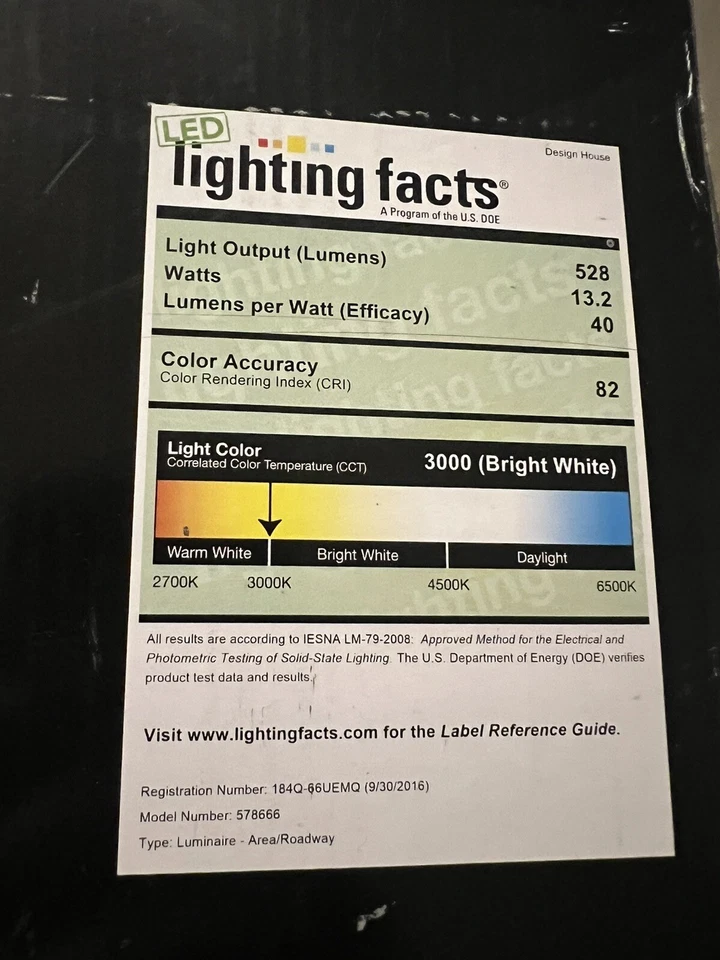 LED
lighting facts®
Design House
A Program of the U.S. DOE
Light Output (Lumens) 528
Watts 13.2
Lumens per Watt (Efficacy) 40
Color Accuracy
Color Rendering Index (CRI) 82
Light Color
Correlated Color Temperature (CCT) 3000 (Bright White)
Warm White Bright White Daylight
2700K 3000K 4500K 6500K
All results are according to IESNA LM-79-2008: Approved Method for the Electrical and
Photometric Testing of Solid-State Lighting. The U.S. Department of Energy (DOE) verifies
product test data and results.
Visit www.lightingfacts.com for the Label Reference Guide.
Registration Number: 184Q-66UEMQ (9/30/2016)
Model Number: 578666
Type: Luminaire - Area/Roadway